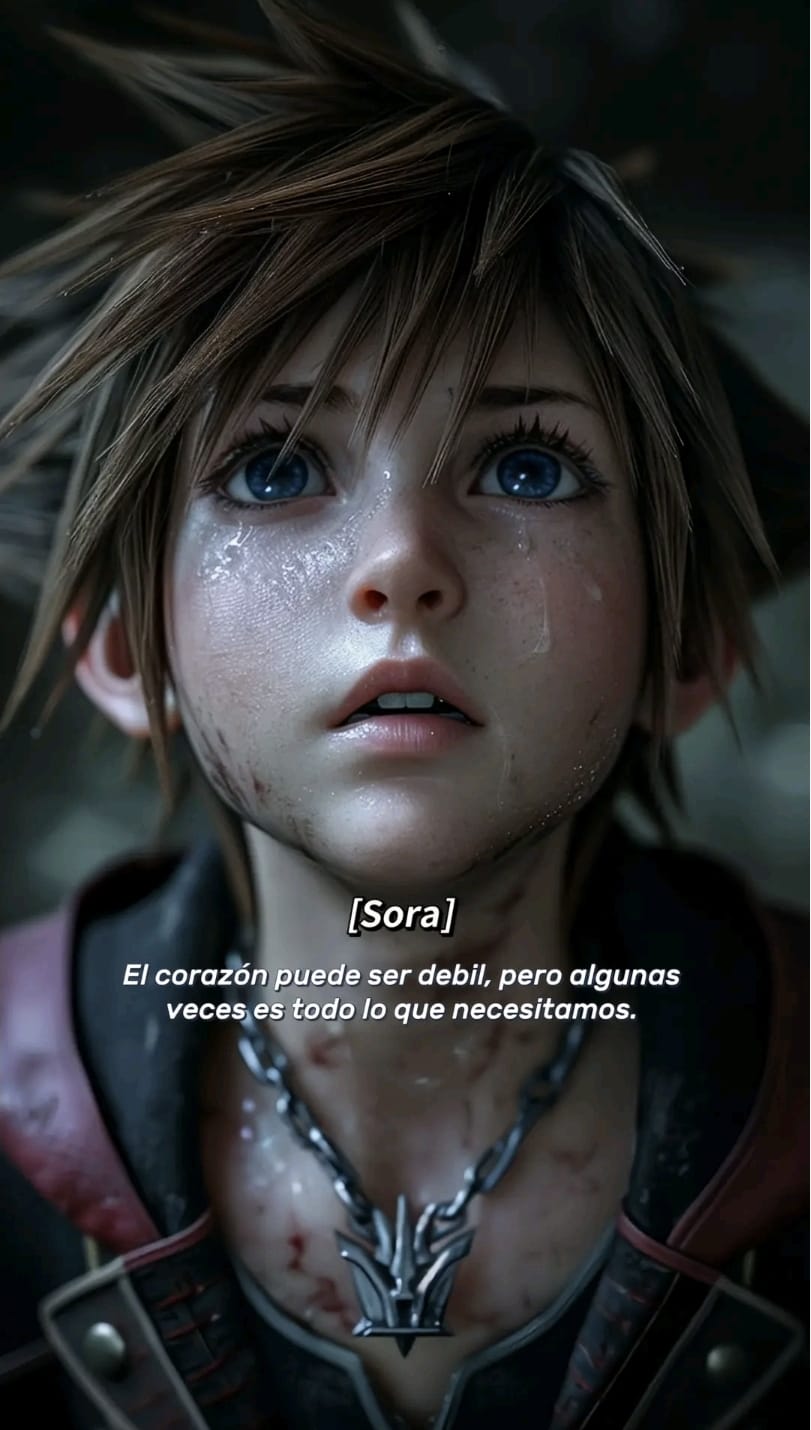 [Sora]
El corazón puede ser debil, pero algunas
veces es todo lo que necesitamos.